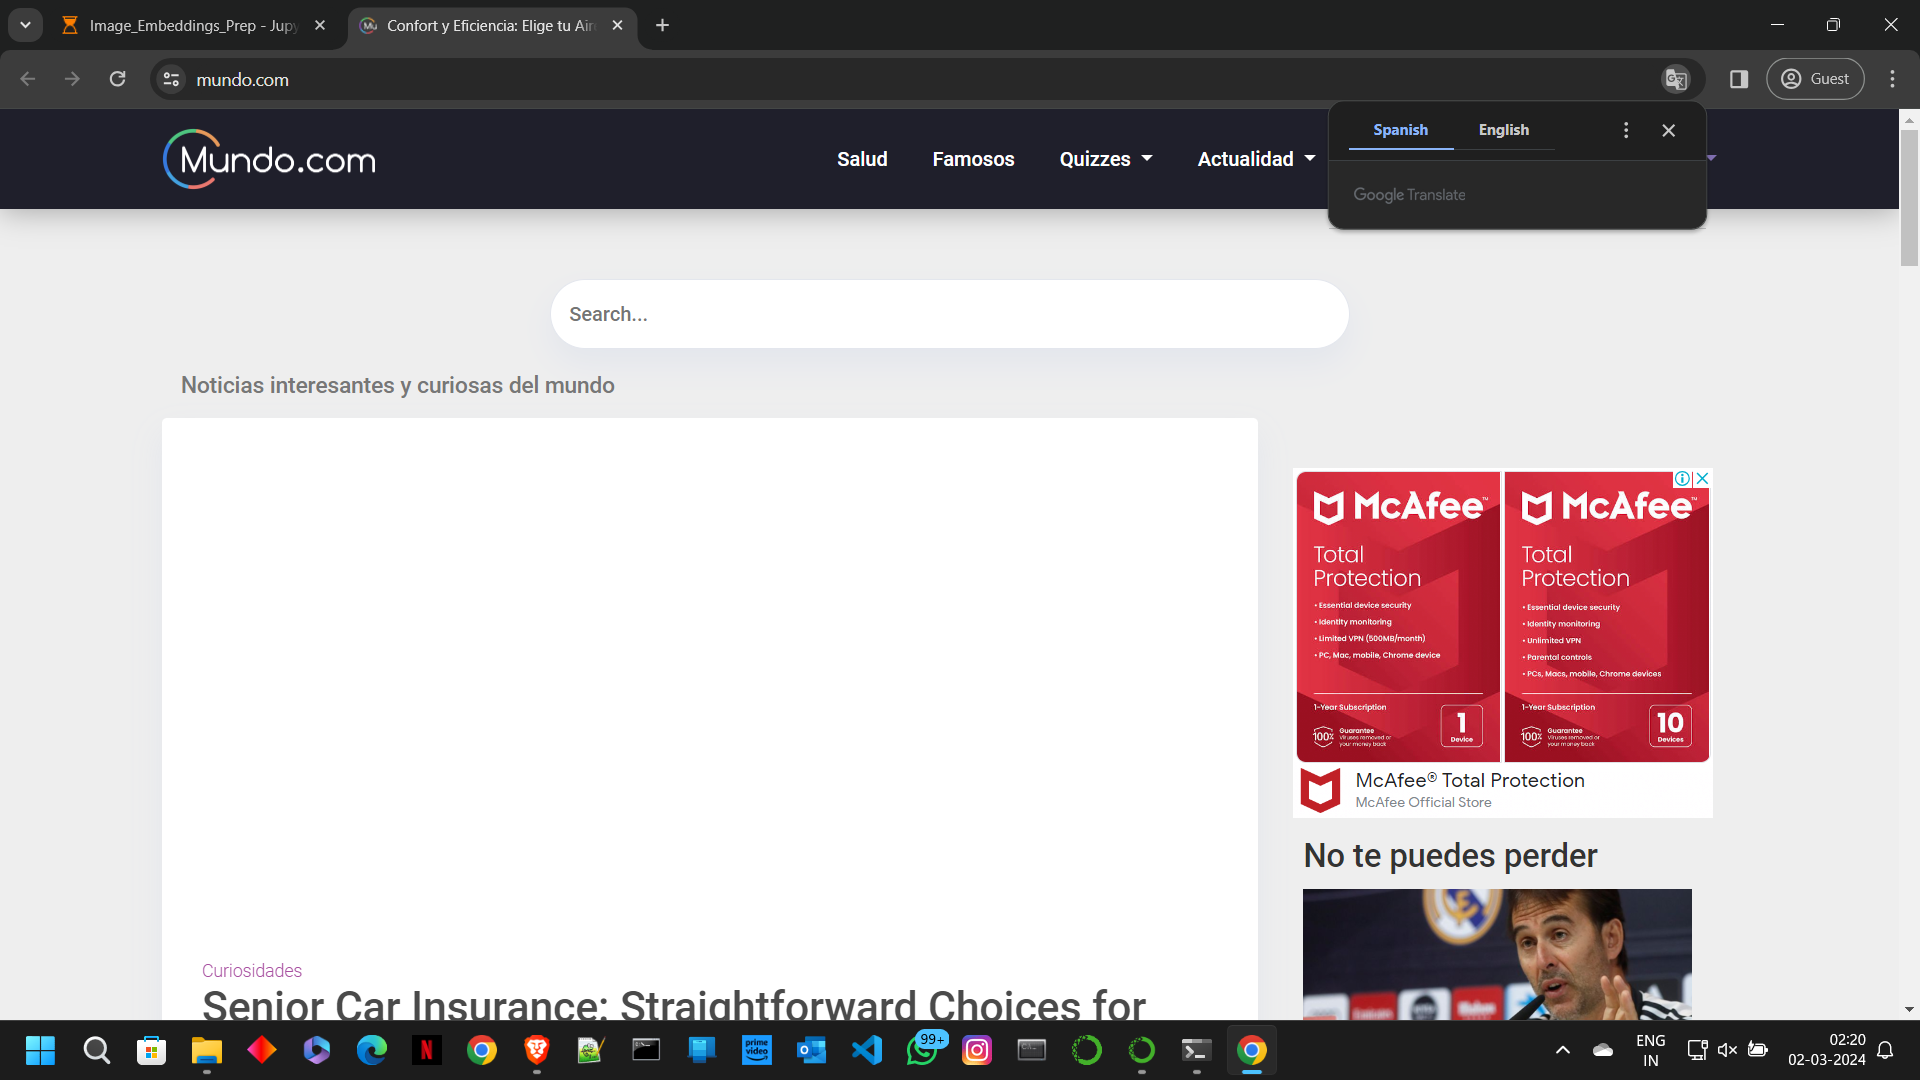 Image_Embeddings_Prep - Jupy
Confort y Eficiencia: Elige tu Air
mundo.com
Guest
Spanish
English
Google Translate
Mundo.com
Salud
Famosos
Quizzes
Actualidad
Search...
Noticias interesantes y curiosas del mundo
McAfee™
Total
Protection
• Essential device security
• Identity monitoring
• Limited VPN (500MB/month)
• PC, Mac, mobile, Chrome device
1-Year Subscription
100%
Guarantee
Viruses removed or
your money back
1
Device
McAfee™
Total
Protection
• Essential device security
• Identity monitoring
• Unlimited VPN
• Parental controls
• PCs, Macs, mobile, Chrome devices
1-Year Subscription
100%
Guarantee
Viruses removed or
your money back
10
Devices
McAfee® Total Protection
McAfee Official Store
No te puedes perder
Curiosidades
Senior Car Insurance: Straightforward Choices for
prime
video
99+
ENG
IN
02:20
02-03-2024